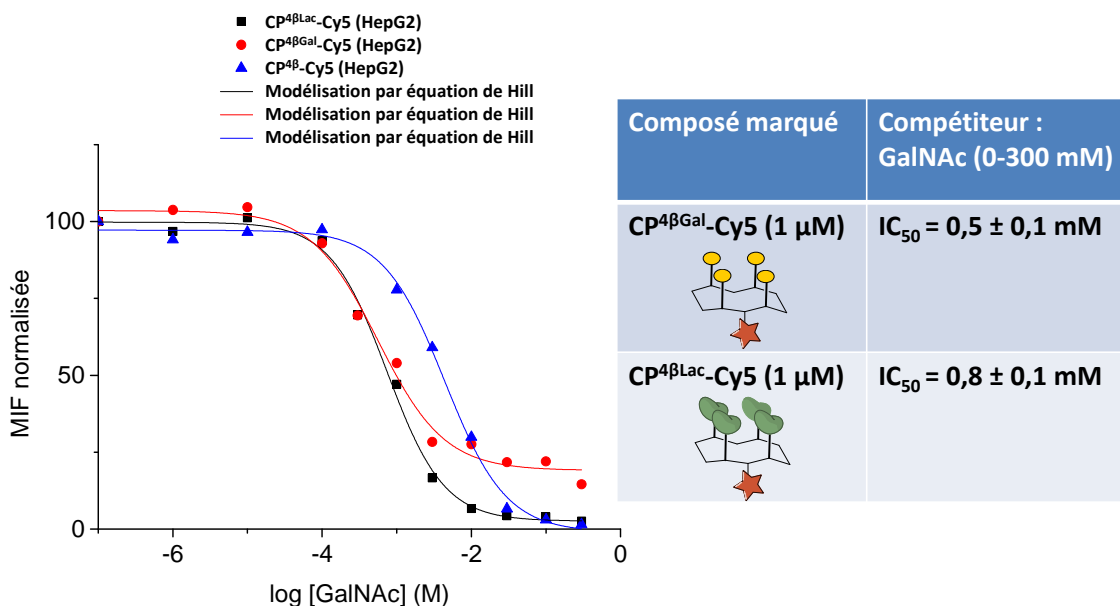 CP4βLac-Cy5 (HepG2)
CP4βGal-Cy5 (HepG2)
CP4β-Cy5 (HepG2)
Modélisation par équation de Hill
Modélisation par équation de Hill
Modélisation par équation de Hill
100
50
0
-6
-4
-2
0
MIF normalisée
log [GalNAc] (M)
Composé marqué
Compétiteur :
GalNAc (0-300 mM)
CP4βGal-Cy5 (1 µM)
IC50 = 0,5 ± 0,1 mM
CP4βLac-Cy5 (1 µM)
IC50 = 0,8 ± 0,1 mM